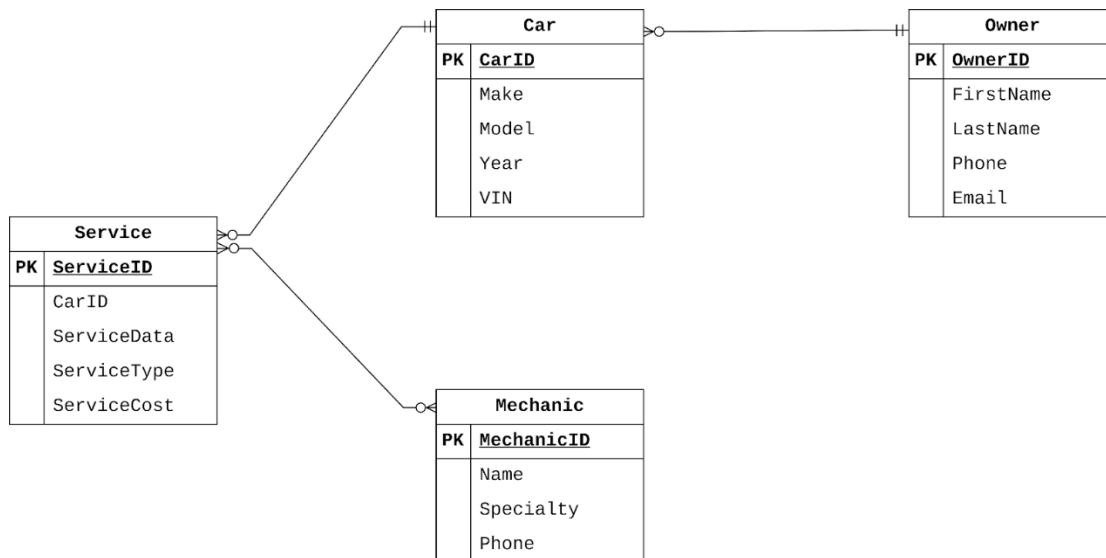 Car
PK CarID
Make
Model
Year
VIN
Owner
PK OwnerID
FirstName
LastName
Phone
Email
Service
PK ServiceID
CarID
ServiceData
ServiceType
ServiceCost
Mechanic
PK MechanicID
Name
Specialty
Phone